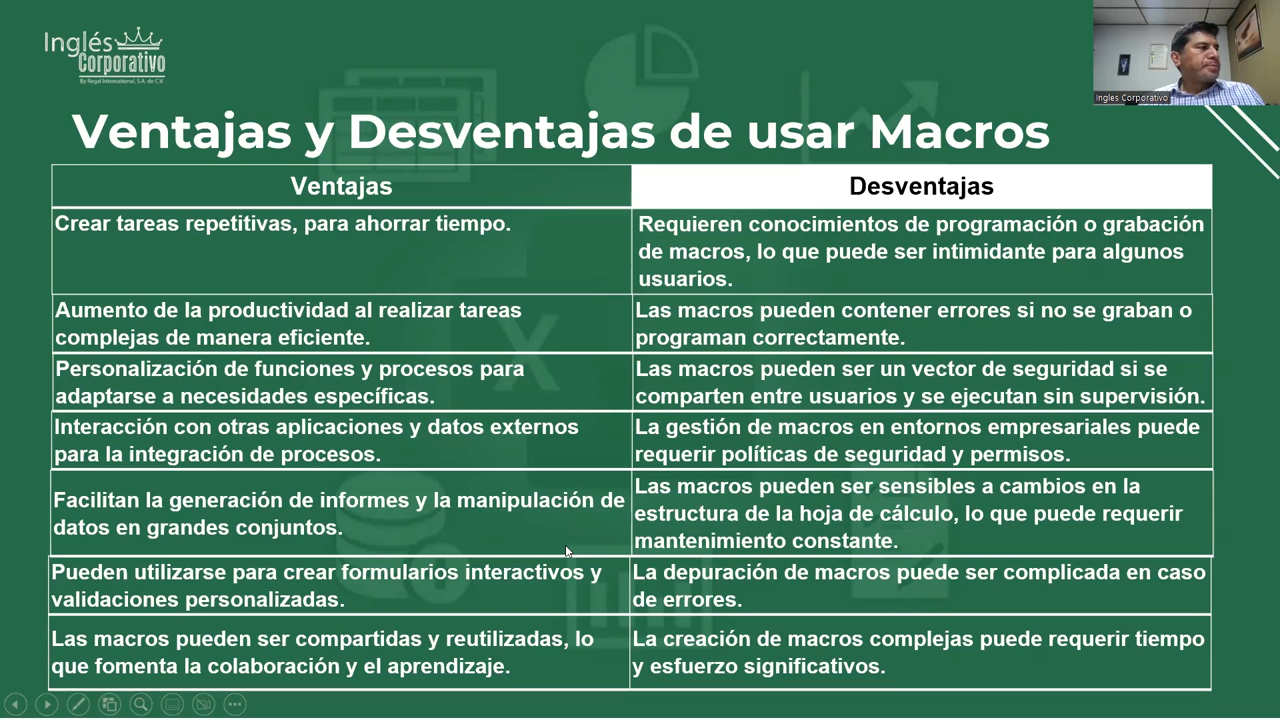 Inglés
Corporativo
By Regal International, S.A. de C.V.
Ingles Corporativo
Ventajas y Desventajas de usar Macros
Ventajas
Desventajas
Crear tareas repetitivas, para ahorrar tiempo.
Requieren conocimientos de programación o grabación
de macros, lo que puede ser intimidante para algunos
usuarios.
Aumento de la productividad al realizar tareas
complejas de manera eficiente.
Las macros pueden contener errores si no se graban o
programan correctamente.
Personalización de funciones y procesos para
adaptarse a necesidades específicas.
Las macros pueden ser un vector de seguridad si se
comparten entre usuarios y se ejecutan sin supervisión.
Interacción con otras aplicaciones y datos externos
para la integración de procesos.
La gestión de macros en entornos empresariales puede
requerir políticas de seguridad y permisos.
Facilitan la generación de informes y la manipulación de
datos en grandes conjuntos.
Las macros pueden ser sensibles a cambios en la
estructura de la hoja de cálculo, lo que puede requerir
mantenimiento constante.
Pueden utilizarse para crear formularios interactivos y
validaciones personalizadas.
La depuración de macros puede ser complicada en caso
de errores.
Las macros pueden ser compartidas y reutilizadas, lo
que fomenta la colaboración y el aprendizaje.
La creación de macros complejas puede requerir tiempo
y esfuerzo significativos.